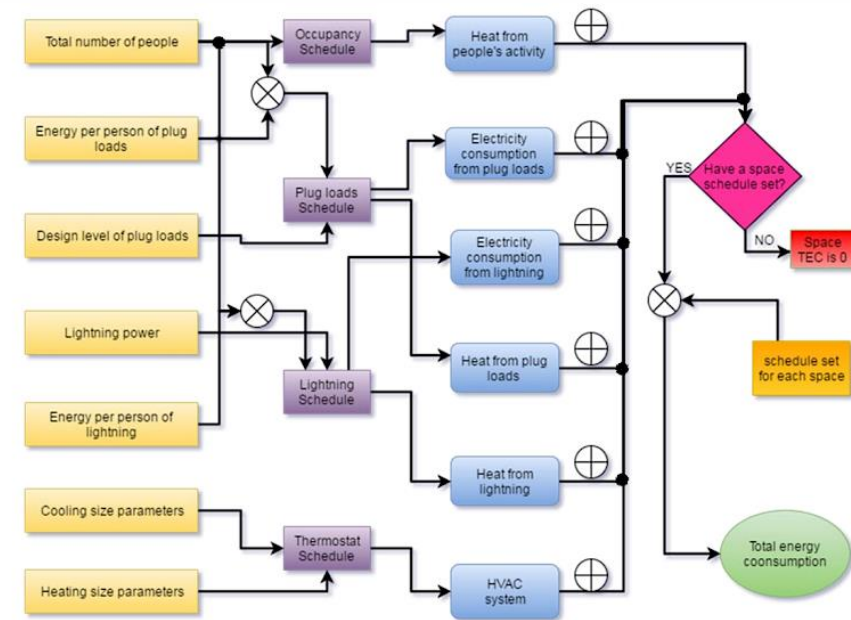 Total number of people
Occupancy
Schedule
Heat from
people's activity
Energy per person of plug
loads
Electricity
consumption
from plug loads
YES
Have a space
schedule set?
Plug loads
Schedule
Design level of plug loads
Electricity
consumption
from lightning
NO
Space
TEC is 0
Lightning power
Heat from plug
loads
schedule set
for each space
Lightning
Schedule
Energy per person of
lightning
Heat from
lightning
Cooling size parameters
Thermostat
Schedule
Total energy
coonsumption
Heating size parameters
HVAC
system